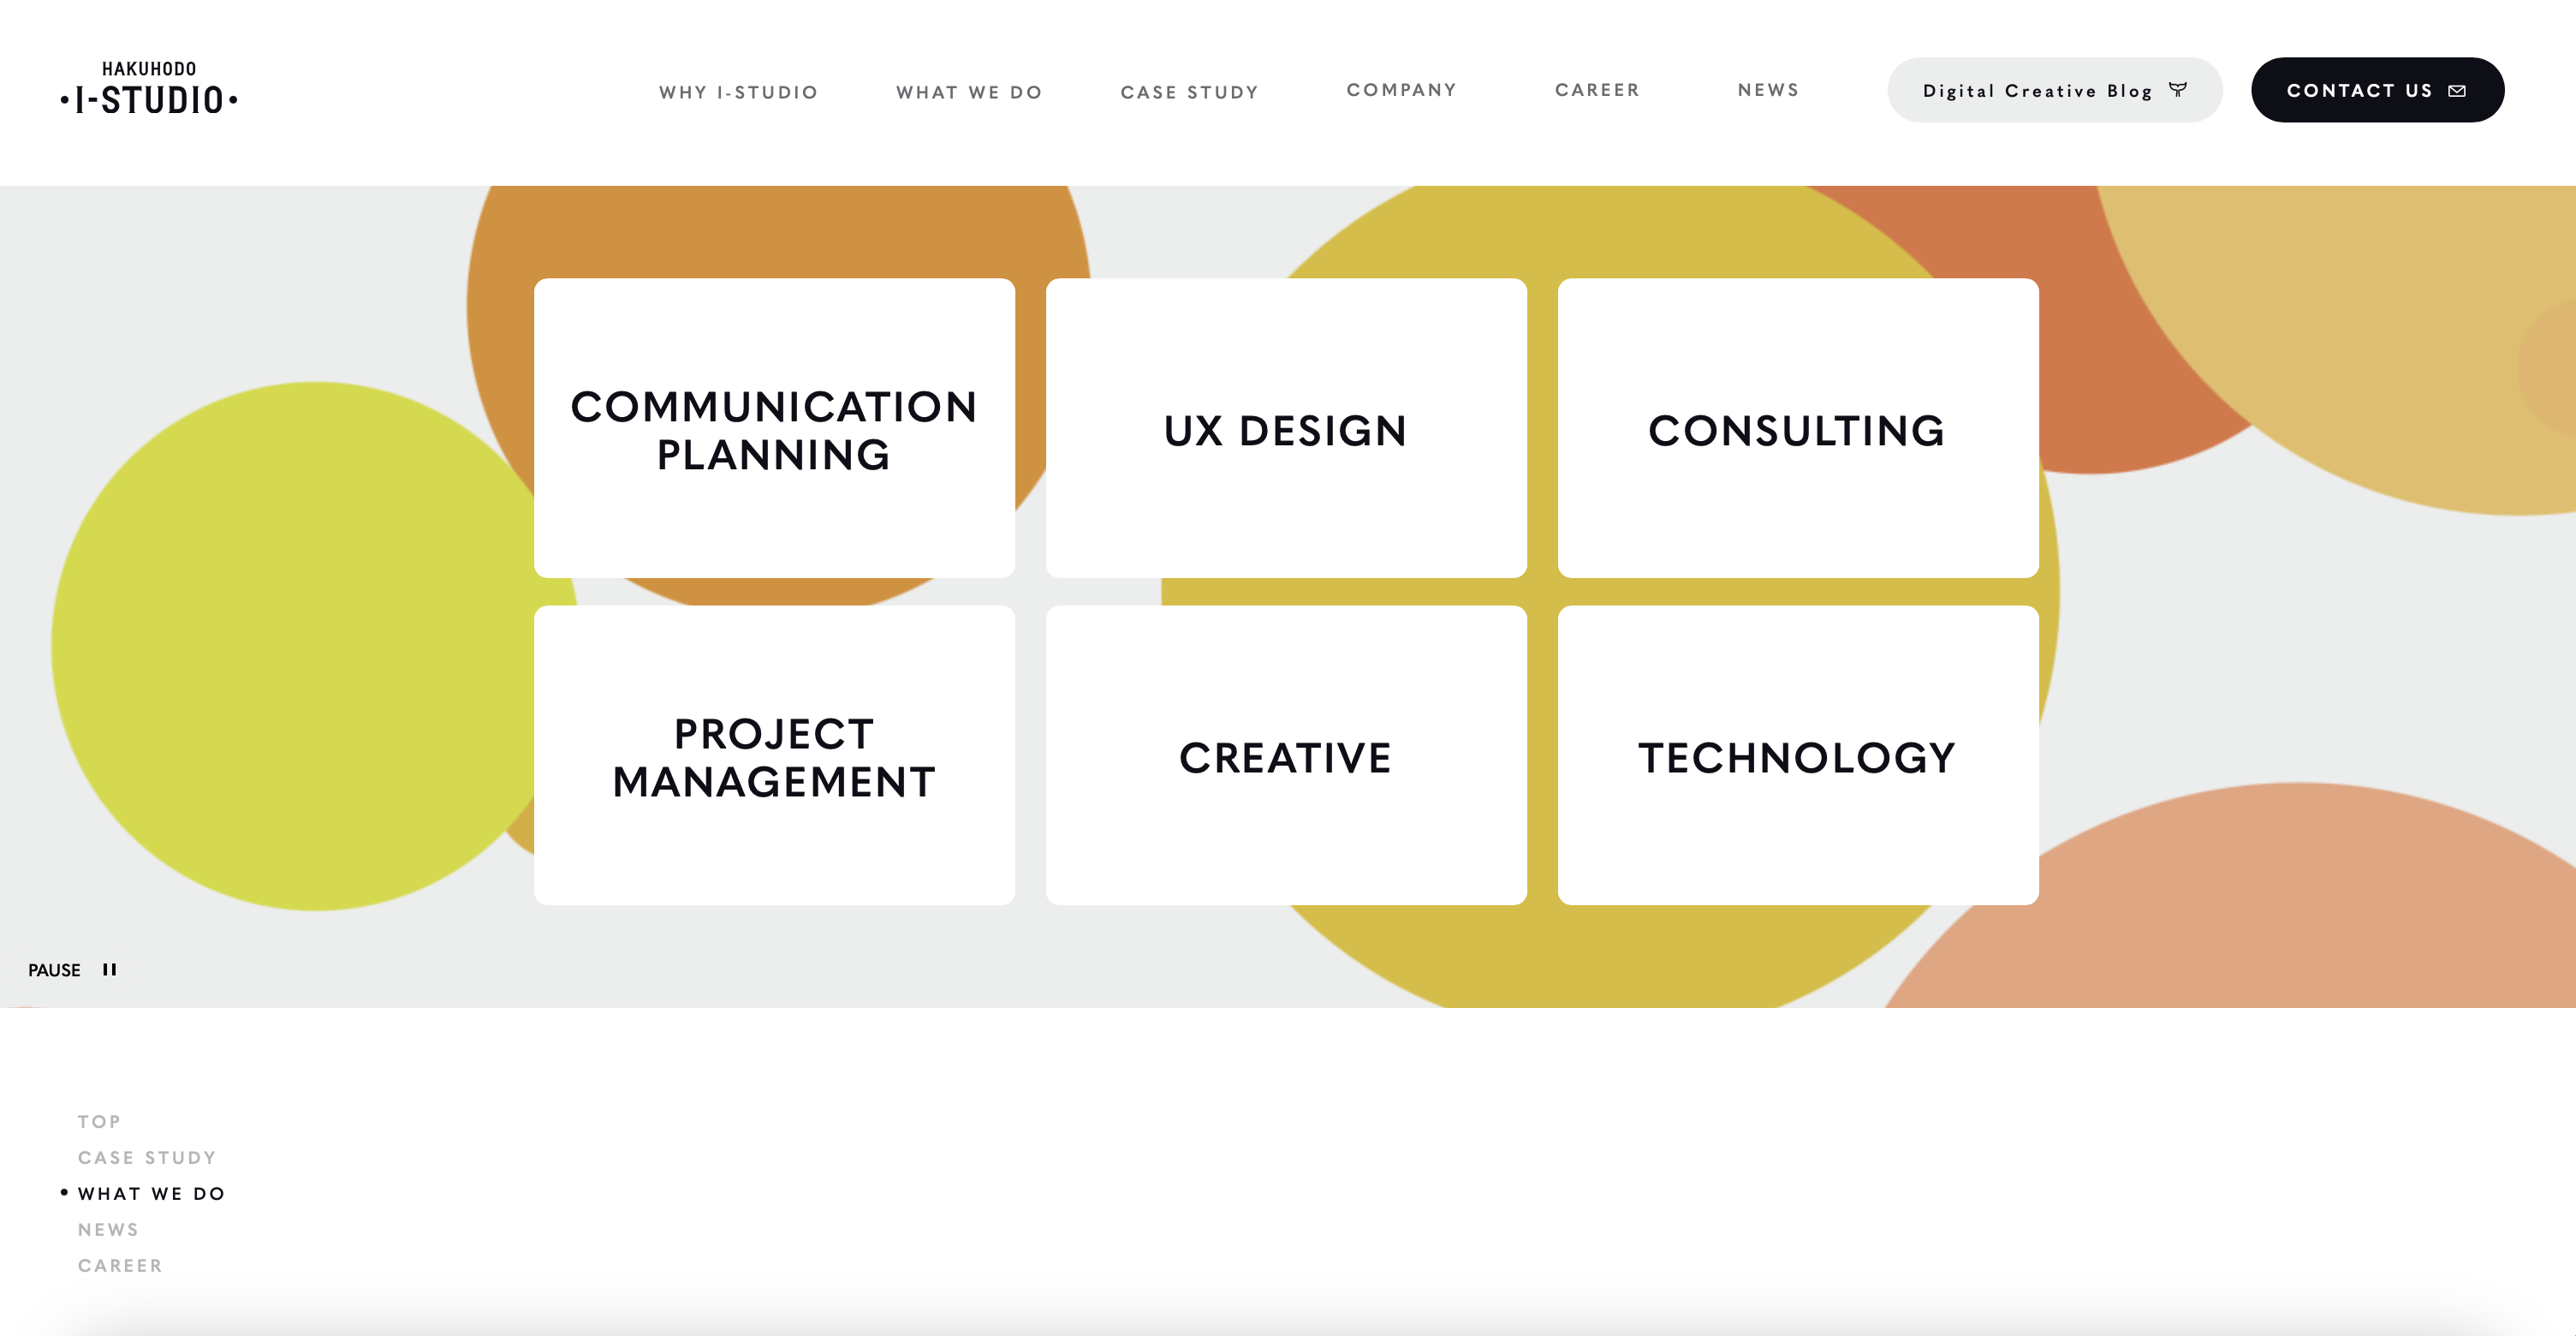 HAKUHODO
•I-STUDIO•
WHY I-STUDIO
WHAT WE DO
CASE STUDY
COMPANY
CAREER
NEWS
Digital Creative Blog
CONTACT US
COMMUNICATION
PLANNING
UX DESIGN
CONSULTING
PROJECT
MANAGEMENT
CREATIVE
TECHNOLOGY
PAUSE
TOP
CASE STUDY
• WHAT WE DO
NEWS
CAREER